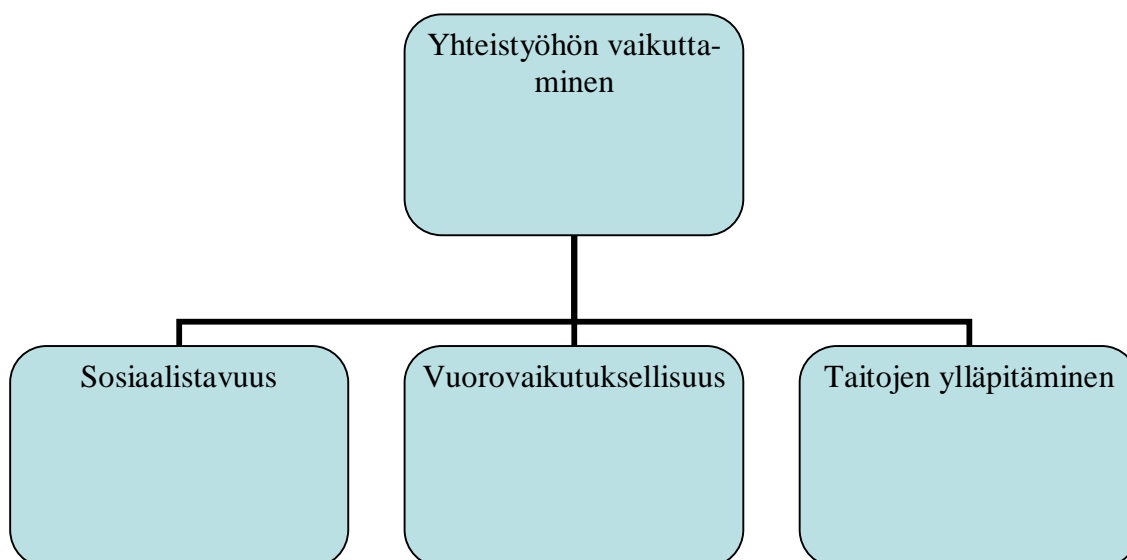 Yhteistyöhön vaikutta-
minen
Sosiaalistavuus
Vuorovaikutuksellisuus
Taitojen ylläpitäminen